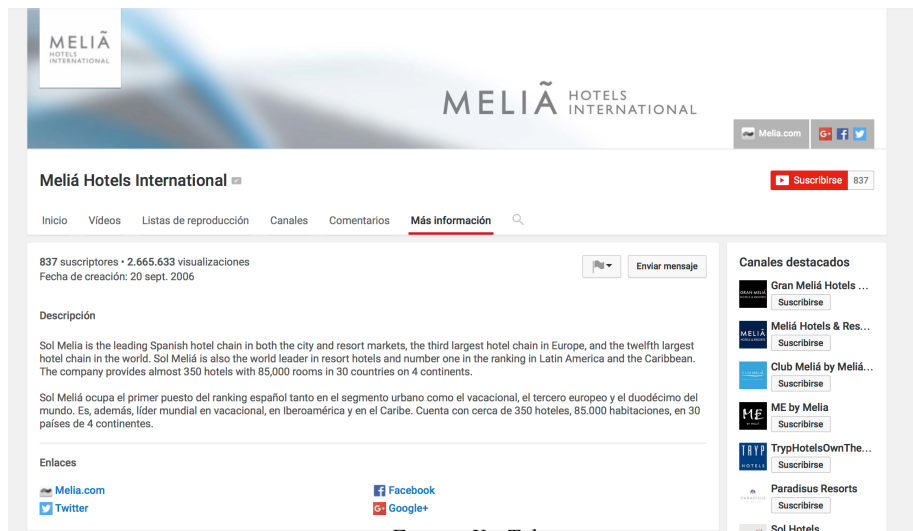 MELIÃ
HOTELS
INTERNATIONAL
MELIÃ HOTELS
INTERNATIONAL
Melia.com
Meliá Hotels International
Suscribirse 837
Inicio Vídeos Listas de reproducción Canales Comentarios Más información
837 suscriptores • 2.665.633 visualizaciones
Fecha de creación: 20 sept. 2006
Enviar mensaje
Descripción
Sol Melia is the leading Spanish hotel chain in both the city and resort markets, the third largest hotel chain in Europe, and the twelfth largest
hotel chain in the world. Sol Meliá is also the world leader in resort hotels and number one in the ranking in Latin America and the Caribbean.
The company provides almost 350 hotels with 85,000 rooms in 30 countries on 4 continents.
Sol Meliá ocupa el primer puesto del ranking español tanto en el segmento urbano como el vacacional, el tercero europeo y el duodécimo del
mundo. Es, además, líder mundial en vacacional, en Iberoamérica y en el Caribe. Cuenta con cerca de 350 hoteles, 85.000 habitaciones, en 30
países de 4 continentes.
Enlaces
Melia.com
Facebook
Twitter
Google+
Canales destacados
GRAN MELIÃ
Gran Meliá Hotels ...
Suscribirse
MELIÃ
Meliá Hotels & Res...
Suscribirse
Club Meliá by Meliá...
Suscribirse
ME
BY MELIA
ME by Melia
Suscribirse
TRYP
HOTELS
TrypHotelsOwnThe...
Suscribirse
PARADISUS
Paradisus Resorts
Suscribirse
Sol Hotels